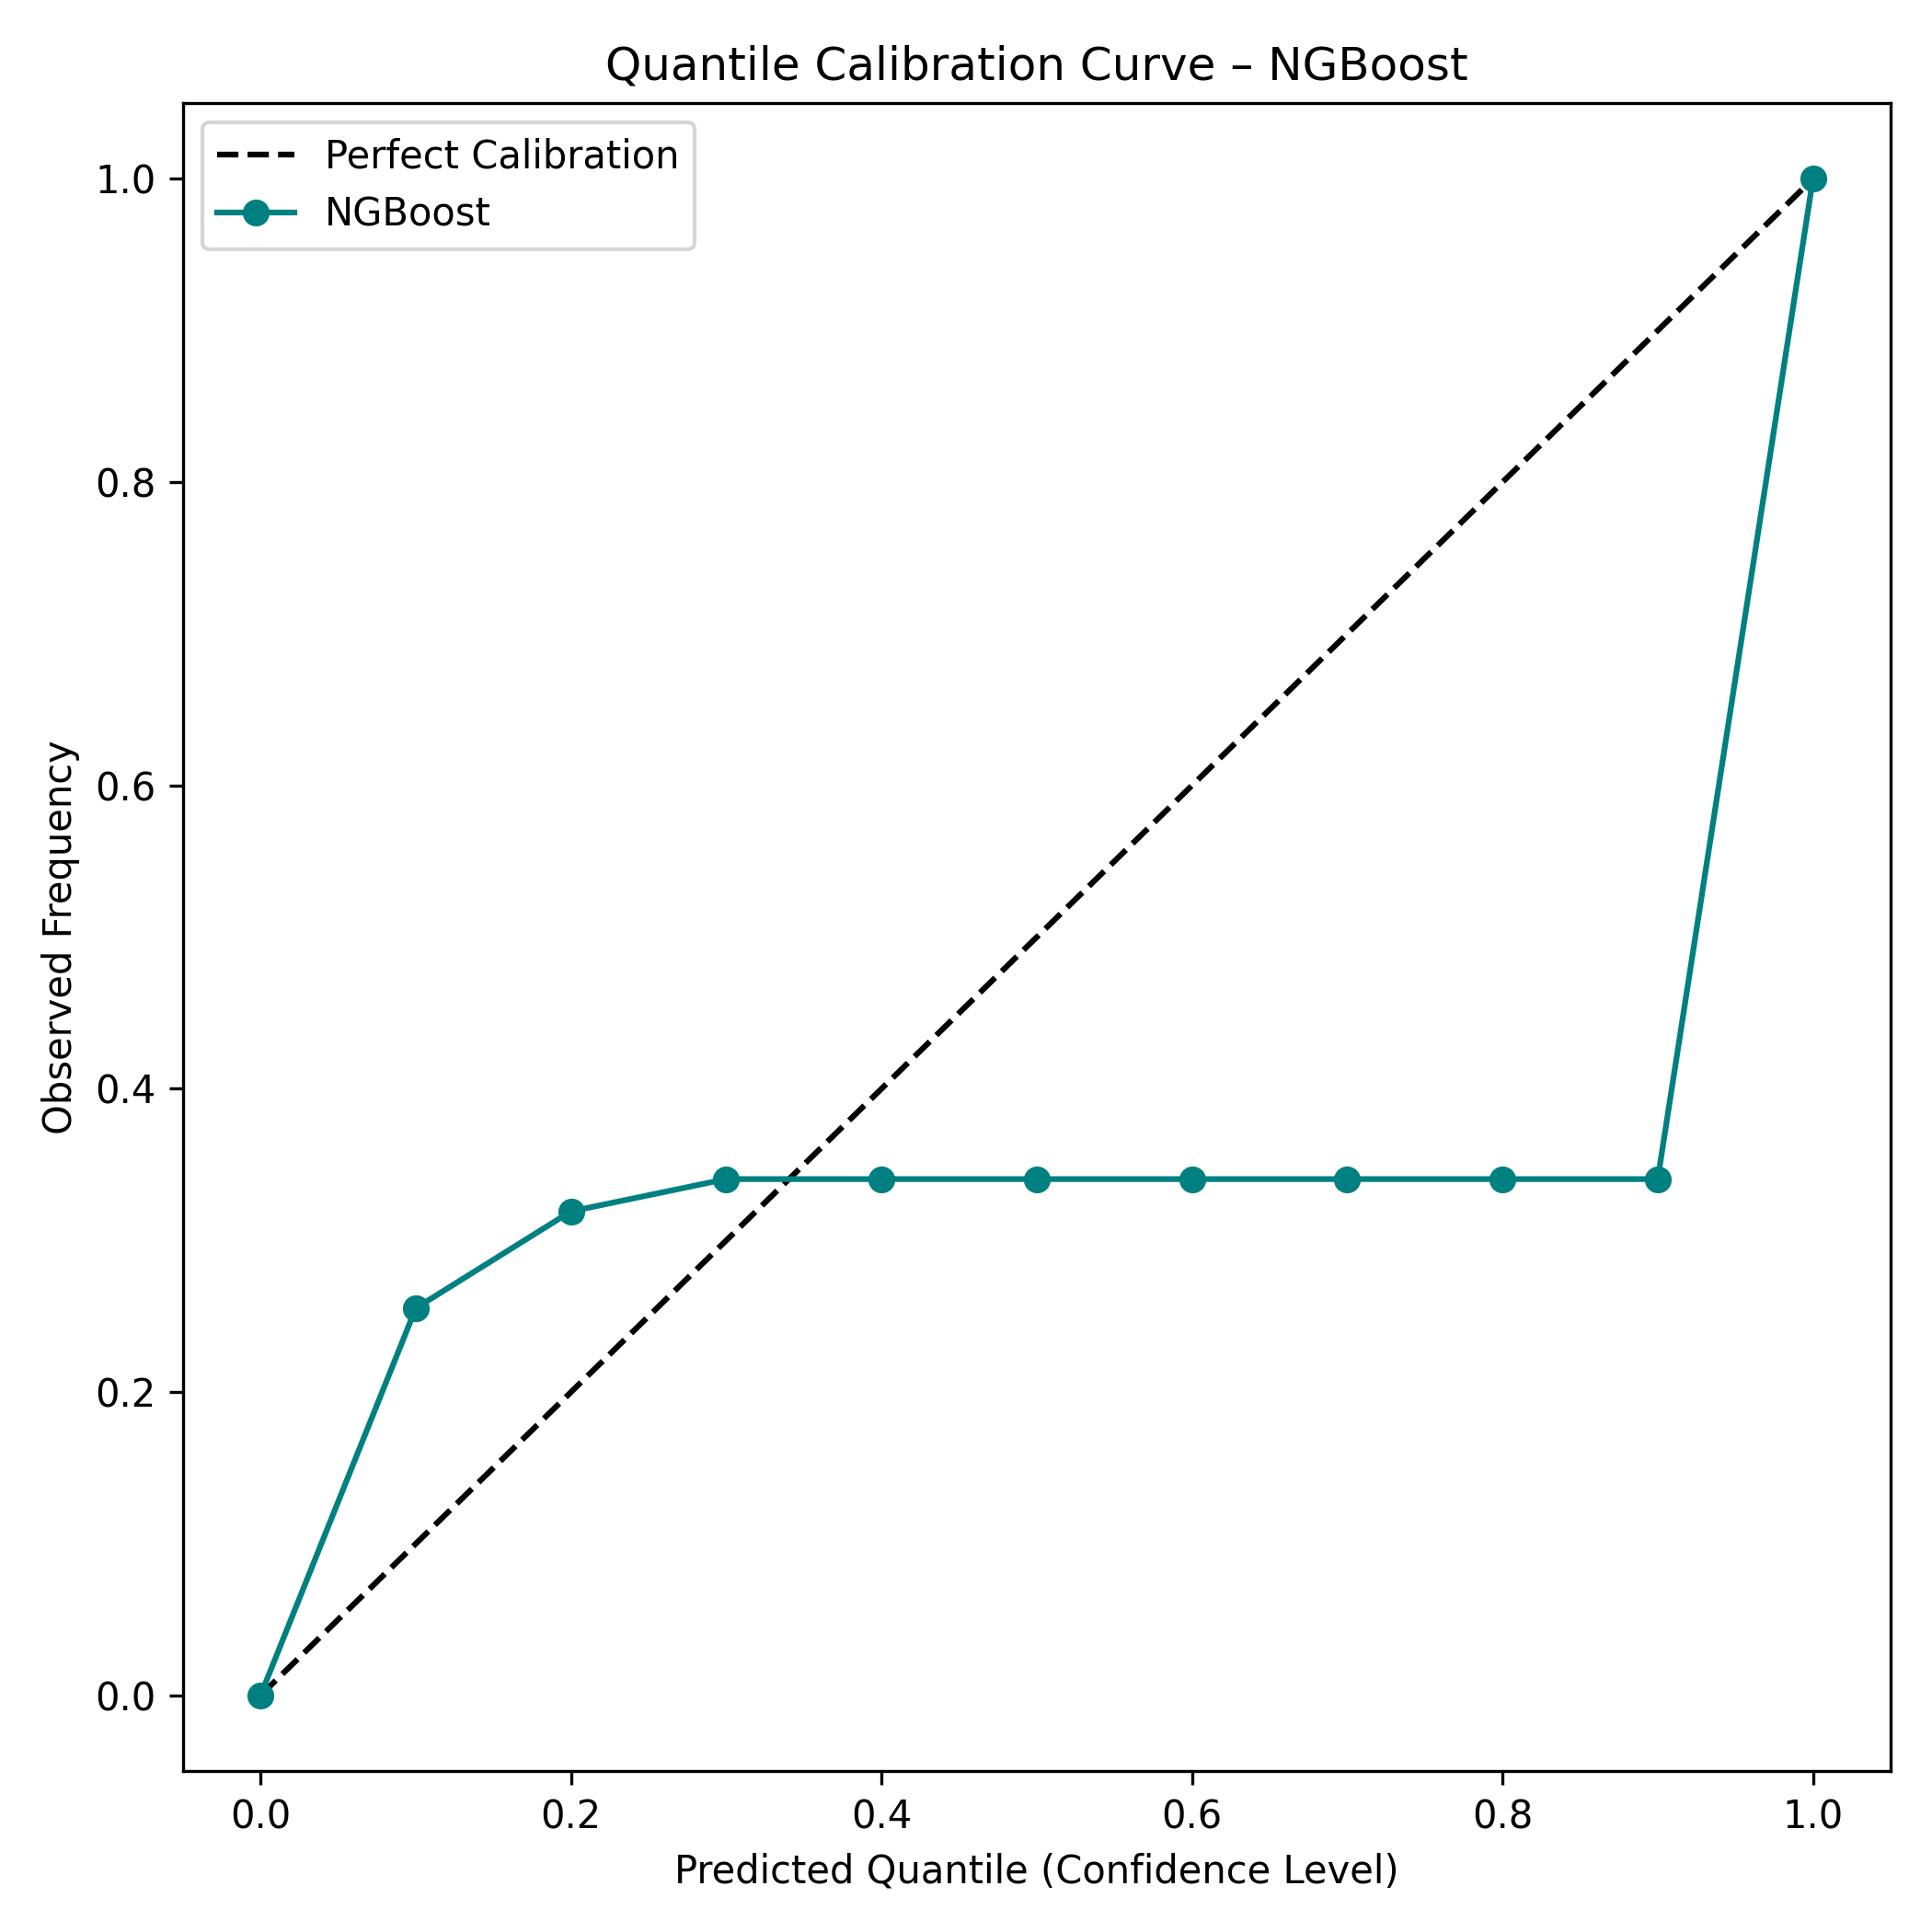 Quantile Calibration Curve – NGBoost
Perfect Calibration
NGBoost
Observed Frequency
1.0
0.8
0.6
0.4
0.2
0.0
0.0 0.2 0.4 0.6 0.8 1.0
Predicted Quantile (Confidence Level)